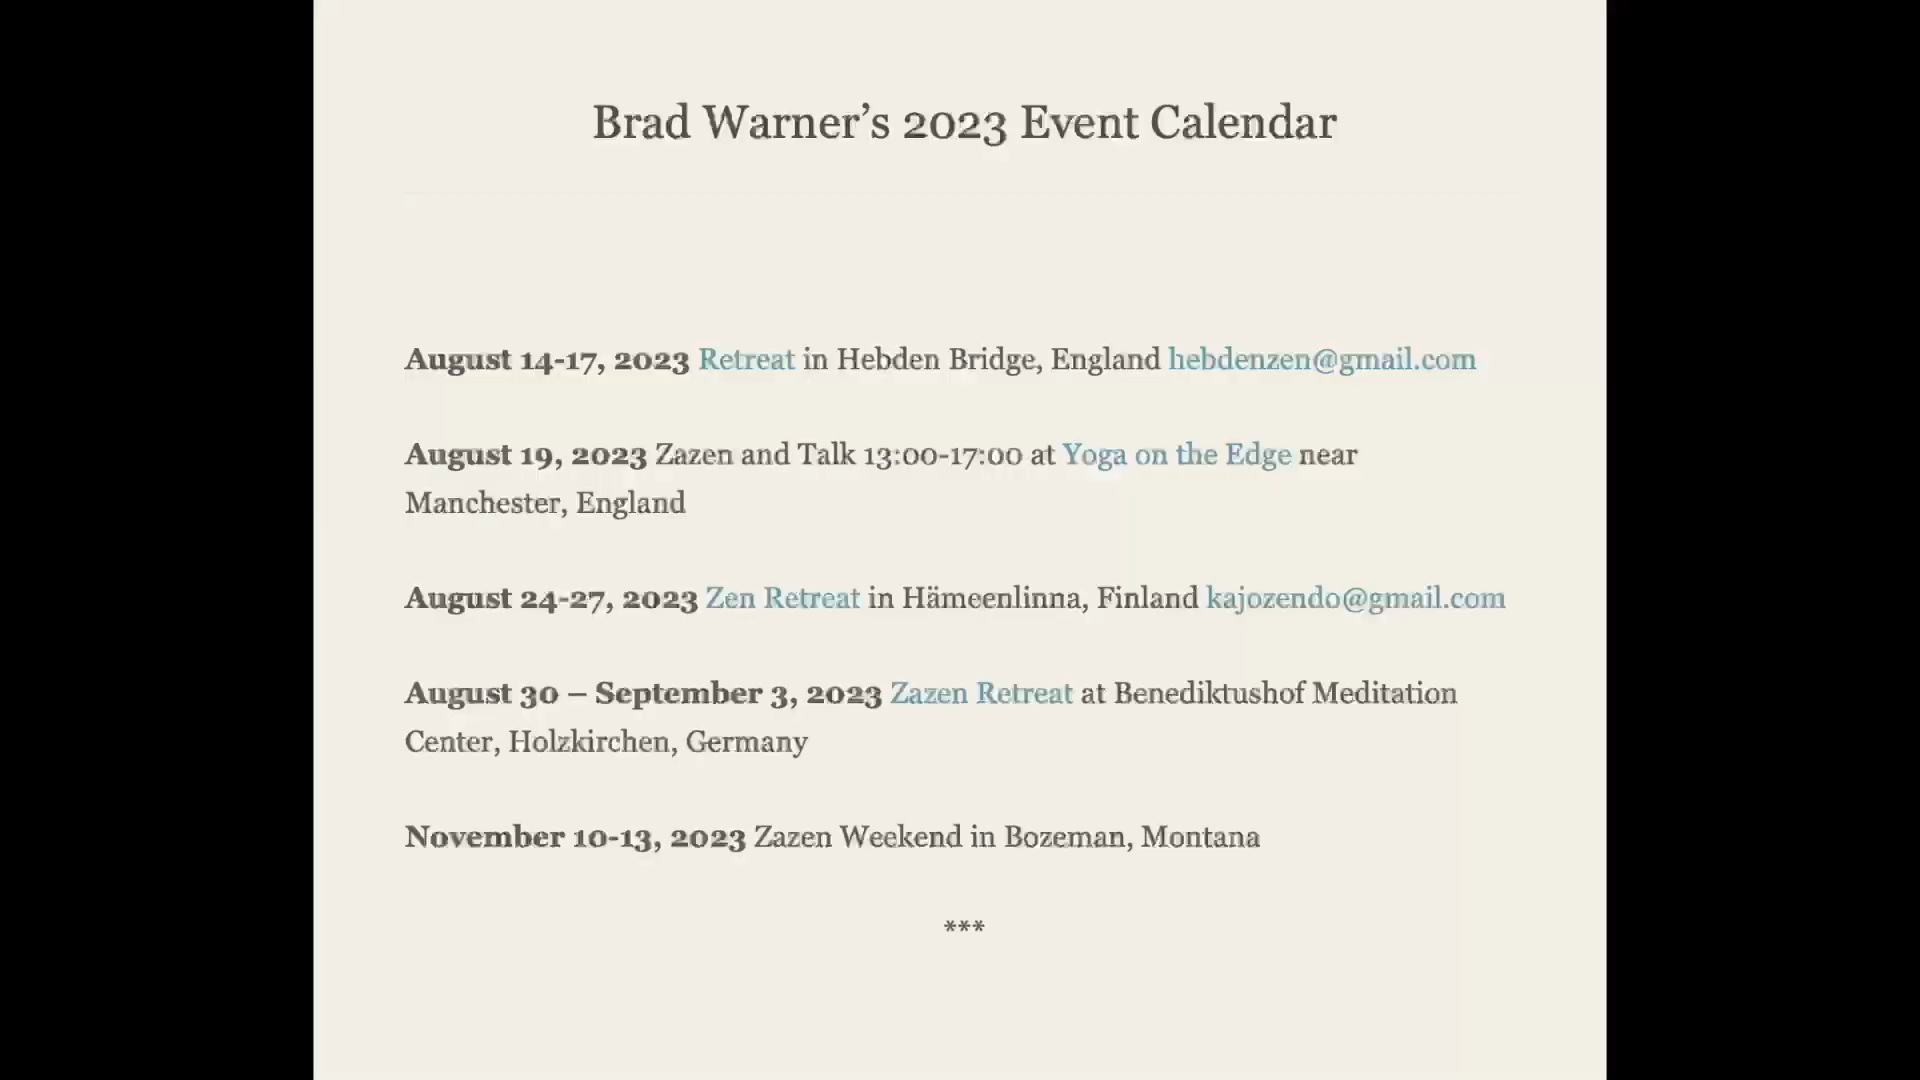 Brad Warner’s 2023 Event Calendar
August 14-17, 2023 Retreat in Hebden Bridge, England hebdenzen@gmail.com
August 19, 2023 Zazen and Talk 13:00-17:00 at Yoga on the Edge near
Manchester, England
August 24-27, 2023 Zen Retreat in Hämeenlinna, Finland kajozendo@gmail.com
August 30 – September 3, 2023 Zazen Retreat at Benediktushof Meditation
Center, Holzkirchen, Germany
November 10-13, 2023 Zazen Weekend in Bozeman, Montana
***